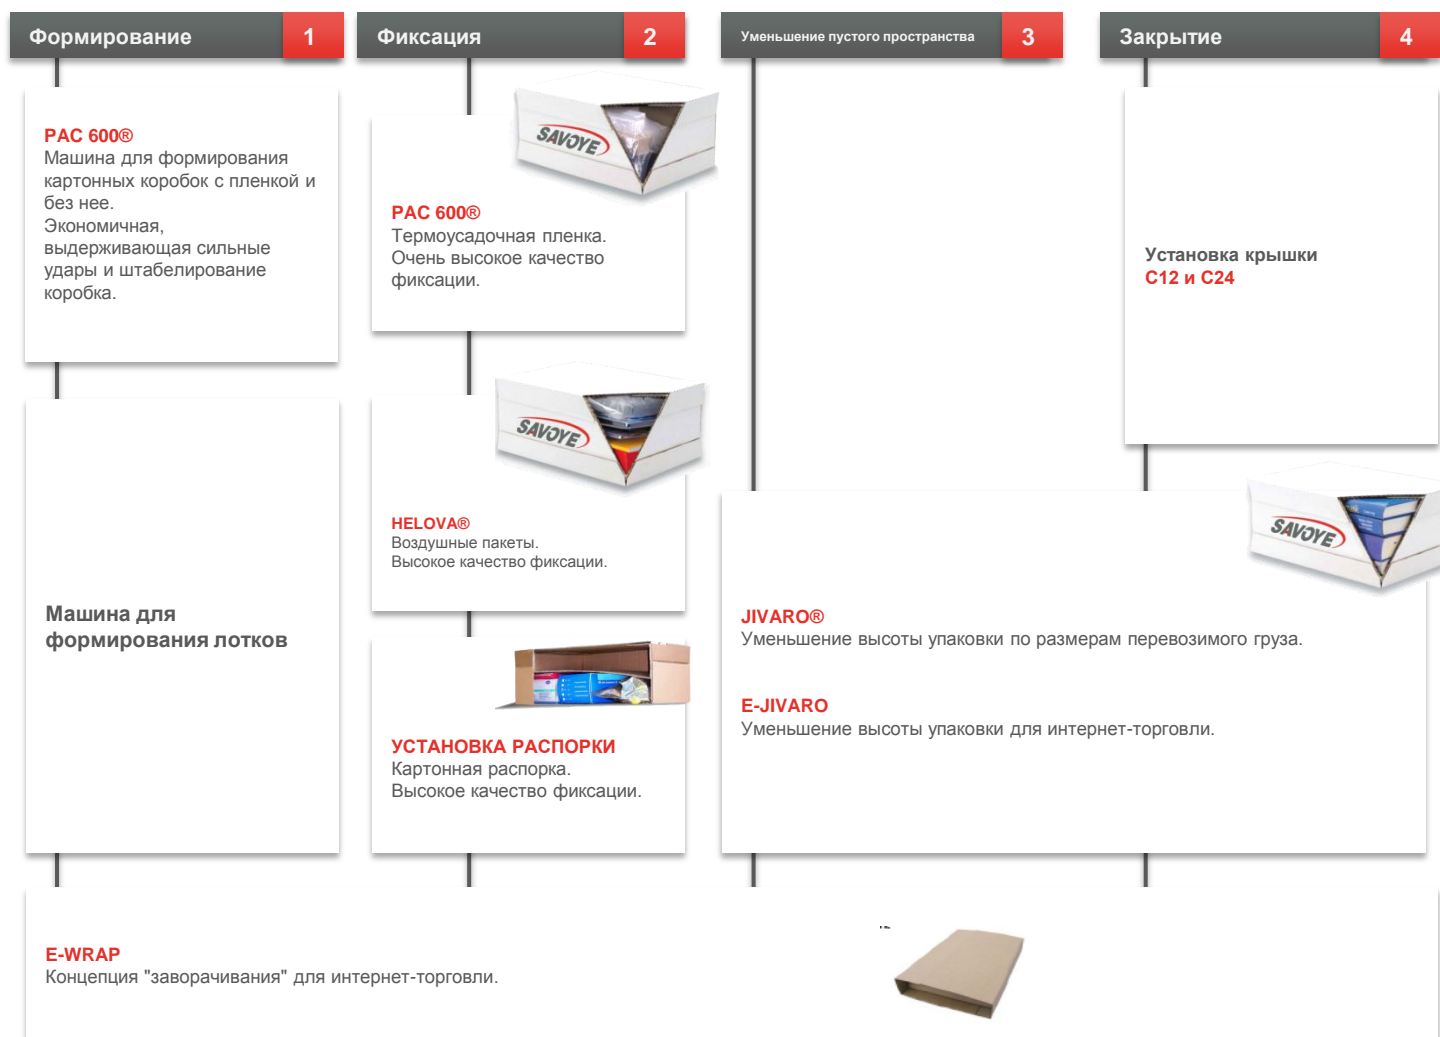 Формирование 1
Фиксация 2
Уменьшение пустого пространства 3
Закрытие 4
PAC 600®
Машина для формирования
картонных коробок с пленкой и
без нее.
Экономичная,
выдерживающая сильные
удары и штабелирование
коробка.
Машина для
формирования лотков
SAVOYE
PAC 600®
Термоусадочная пленка.
Очень высокое качество
фиксации.
SAVOYE
HELOVA®
Воздушные пакеты.
Высокое качество фиксации.
УСТАНОВКА РАСПОРКИ
Картонная распорка.
Высокое качество фиксации.
Установка крышки
C12 и C24
SAVOYE
JIVARO®
Уменьшение высоты упаковки по размерам перевозимого груза.
E-JIVARO
Уменьшение высоты упаковки для интернет-торговли.
E-WRAP
Концепция "заворачивания" для интернет-торговли.